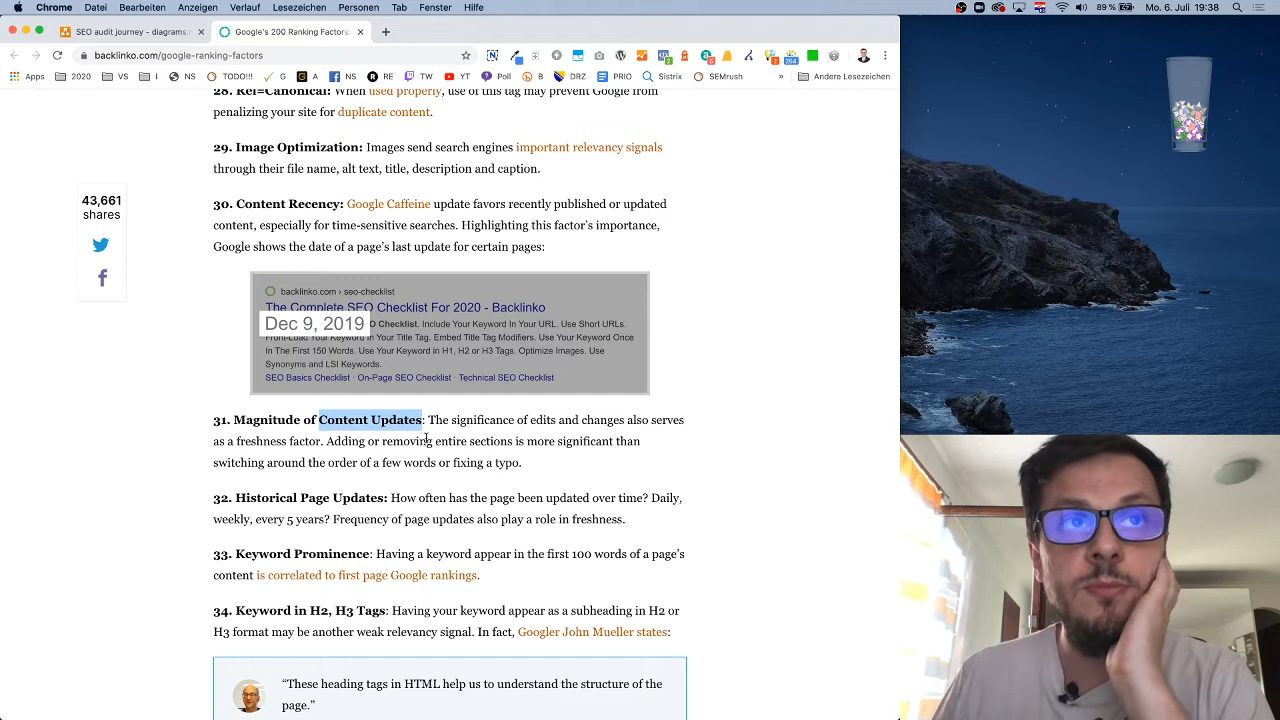 Chrome Datei Bearbeiten Anzeigen Verlauf Lesezeichen Personen Tab Fenster Hilfe
89 % Mo. 6. Juli 19:38
SEO audit journey - diagrams.n
Google's 200 Ranking Factors
backlinko.com/google-ranking-factors
Apps 2020 VS I NS TODO!!! G A NS RE TW YT Poll B DRZ PRIO Sistrix SEMrush » Andere Lesezeichen
28. Rel=Canonical: When used properly, use of this tag may prevent Google from
penalizing your site for duplicate content.
29. Image Optimization: Images send search engines important relevancy signals
through their file name, alt text, title, description and caption.
43,661
shares
30. Content Recency: Google Caffeine update favors recently published or updated
content, especially for time-sensitive searches. Highlighting this factor's importance,
Google shows the date of a page's last update for certain pages:
backlinko.com › seo-checklist
The Complete SEO Checklist For 2020 - Backlinko
Dec 9, 2019
O Checklist. Include Your Keyword In Your URL. Use Short URLs.
Front-Load Your Keyword In Your Title Tag. Embed Title Tag Modifiers. Use Your Keyword Once
In The First 150 Words. Use Your Keyword in H1, H2 or H3 Tags. Optimize Images. Use
Synonyms and LSI Keywords.
SEO Basics Checklist · On-Page SEO Checklist · Technical SEO Checklist
31. Magnitude of Content Updates: The significance of edits and changes also serves
as a freshness factor. Adding or removing entire sections is more significant than
switching around the order of a few words or fixing a typo.
32. Historical Page Updates: How often has the page been updated over time? Daily,
weekly, every 5 years? Frequency of page updates also play a role in freshness.
33. Keyword Prominence: Having a keyword appear in the first 100 words of a page's
content is correlated to first page Google rankings.
34. Keyword in H2, H3 Tags: Having your keyword appear as a subheading in H2 or
H3 format may be another weak relevancy signal. In fact, Googler John Mueller states:
"These heading tags in HTML help us to understand the structure of the
page."